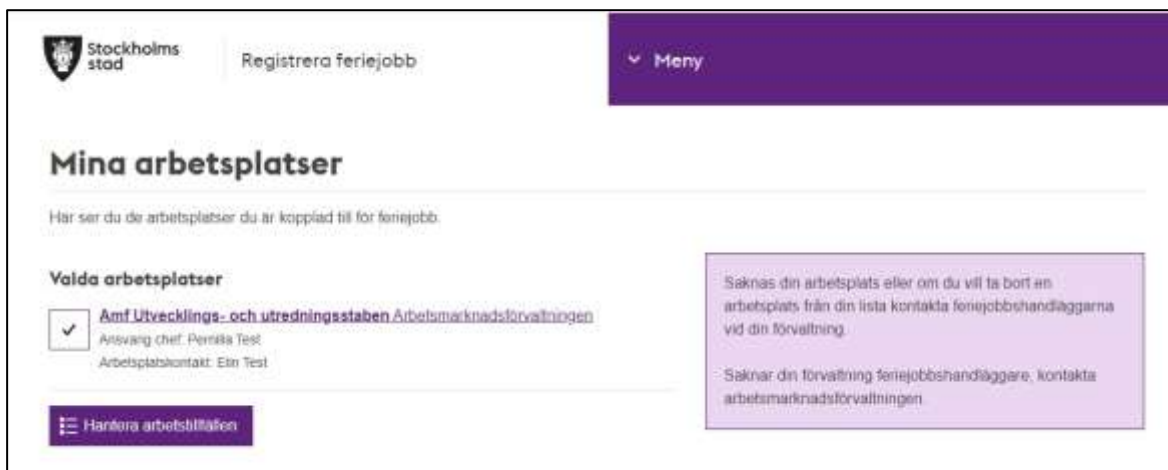 Stockholms
stad
Registrera feriejobb
Meny
Mina arbetsplatser
Här ser du de arbetsplatser du är kopplad till för feriejobb.
Valda arbetsplatser
Amf Utvecklings- och utredningsstaben Arbetsmarknadsförvaltningen
Ansvarig chef: Pernilla Test
Arbetsplatskontakt: Elin Test
Hantera arbetstillfällen
Saknas din arbetsplats eller om du vill ta bort en
arbetsplats från din lista kontakta feriejobbshandläggarna
vid din förvaltning.
Saknar din förvaltning feriejobbshandläggare, kontakta
arbetsmarknadsförvaltningen.